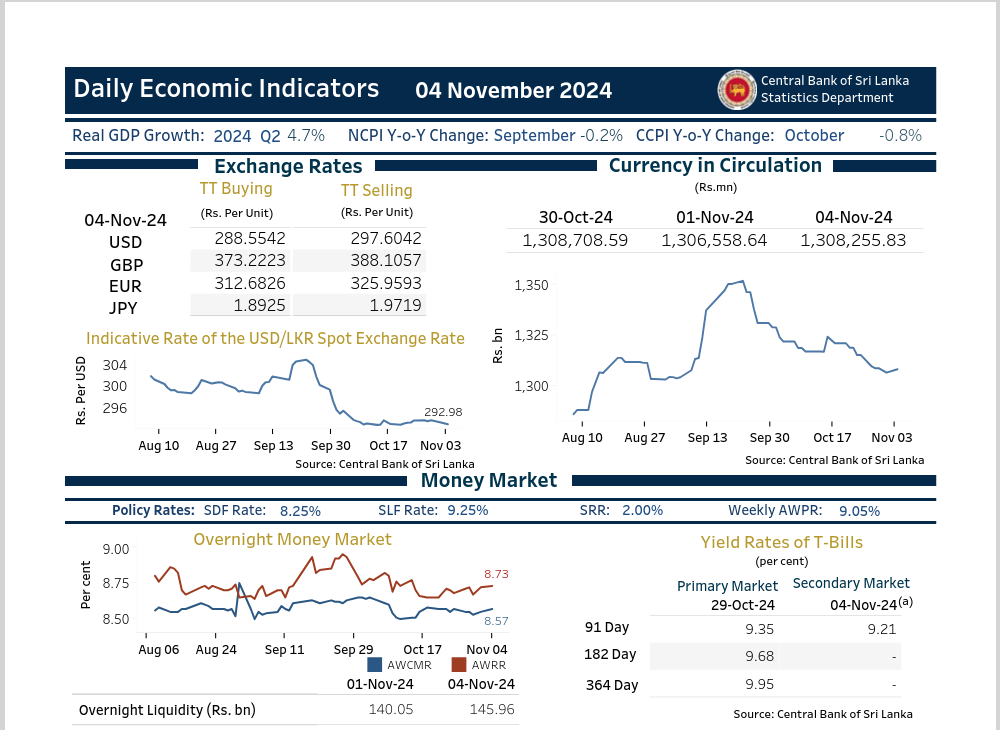 Daily Economic Indicators 04 November 2024
Central Bank of Sri Lanka
Statistics Department
Real GDP Growth: 2024 Q2 4.7% NCPI Y-o-Y Change: September -0.2% CCPI Y-o-Y Change: October -0.8%
Exchange Rates
TT Buying TT Selling
(Rs. Per Unit) (Rs. Per Unit)
04-Nov-24
USD 288.5542 297.6042
GBP 373.2223 388.1057
EUR 312.6826 325.9593
JPY 1.8925 1.9719
Indicative Rate of the USD/LKR Spot Exchange Rate
Rs. Per USD
304
300
296
292.98
Aug 10 Aug 27 Sep 13 Sep 30 Oct 17 Nov 03
Source: Central Bank of Sri Lanka
Currency in Circulation
(Rs.mn)
30-Oct-24 01-Nov-24 04-Nov-24
1,308,708.59 1,306,558.64 1,308,255.83
Rs. bn
1,350
1,325
1,300
Aug 10 Aug 27 Sep 13 Sep 30 Oct 17 Nov 03
Source: Central Bank of Sri Lanka
Money Market
Policy Rates: SDF Rate: 8.25% SLF Rate: 9.25% SRR: 2.00% Weekly AWPR: 9.05%
Overnight Money Market
Per cent
9.00
8.75
8.50
8.73
8.57
Aug 06 Aug 24 Sep 11 Sep 29 Oct 17 Nov 04
AWCMR AWRR
01-Nov-24 04-Nov-24
Overnight Liquidity (Rs. bn) 140.05 145.96
Yield Rates of T-Bills
(per cent)
Primary Market Secondary Market
29-Oct-24 04-Nov-24(a)
91 Day 9.35 9.21
182 Day 9.68 -
364 Day 9.95 -
Source: Central Bank of Sri Lanka